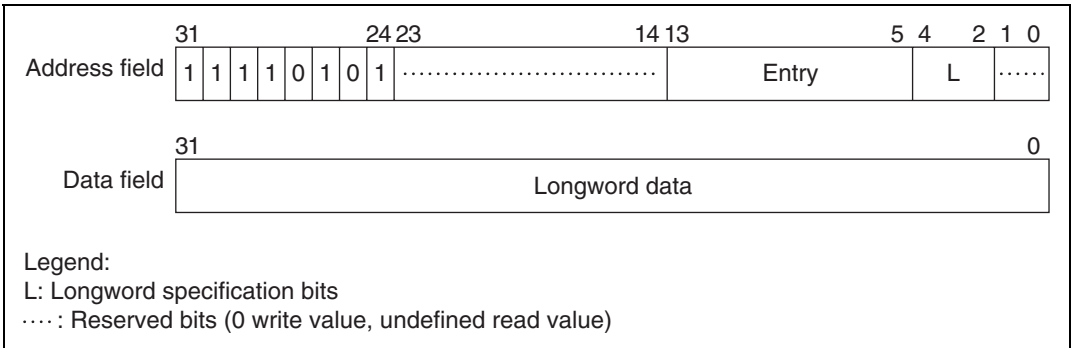 31 24 23 14 13 5 4 2 1 0
Address field 1 1 1 1 0 1 0 1 ............................... Entry L ......
31 0
Data field Longword data
Legend:
L: Longword specification bits
···· : Reserved bits (0 write value, undefined read value)